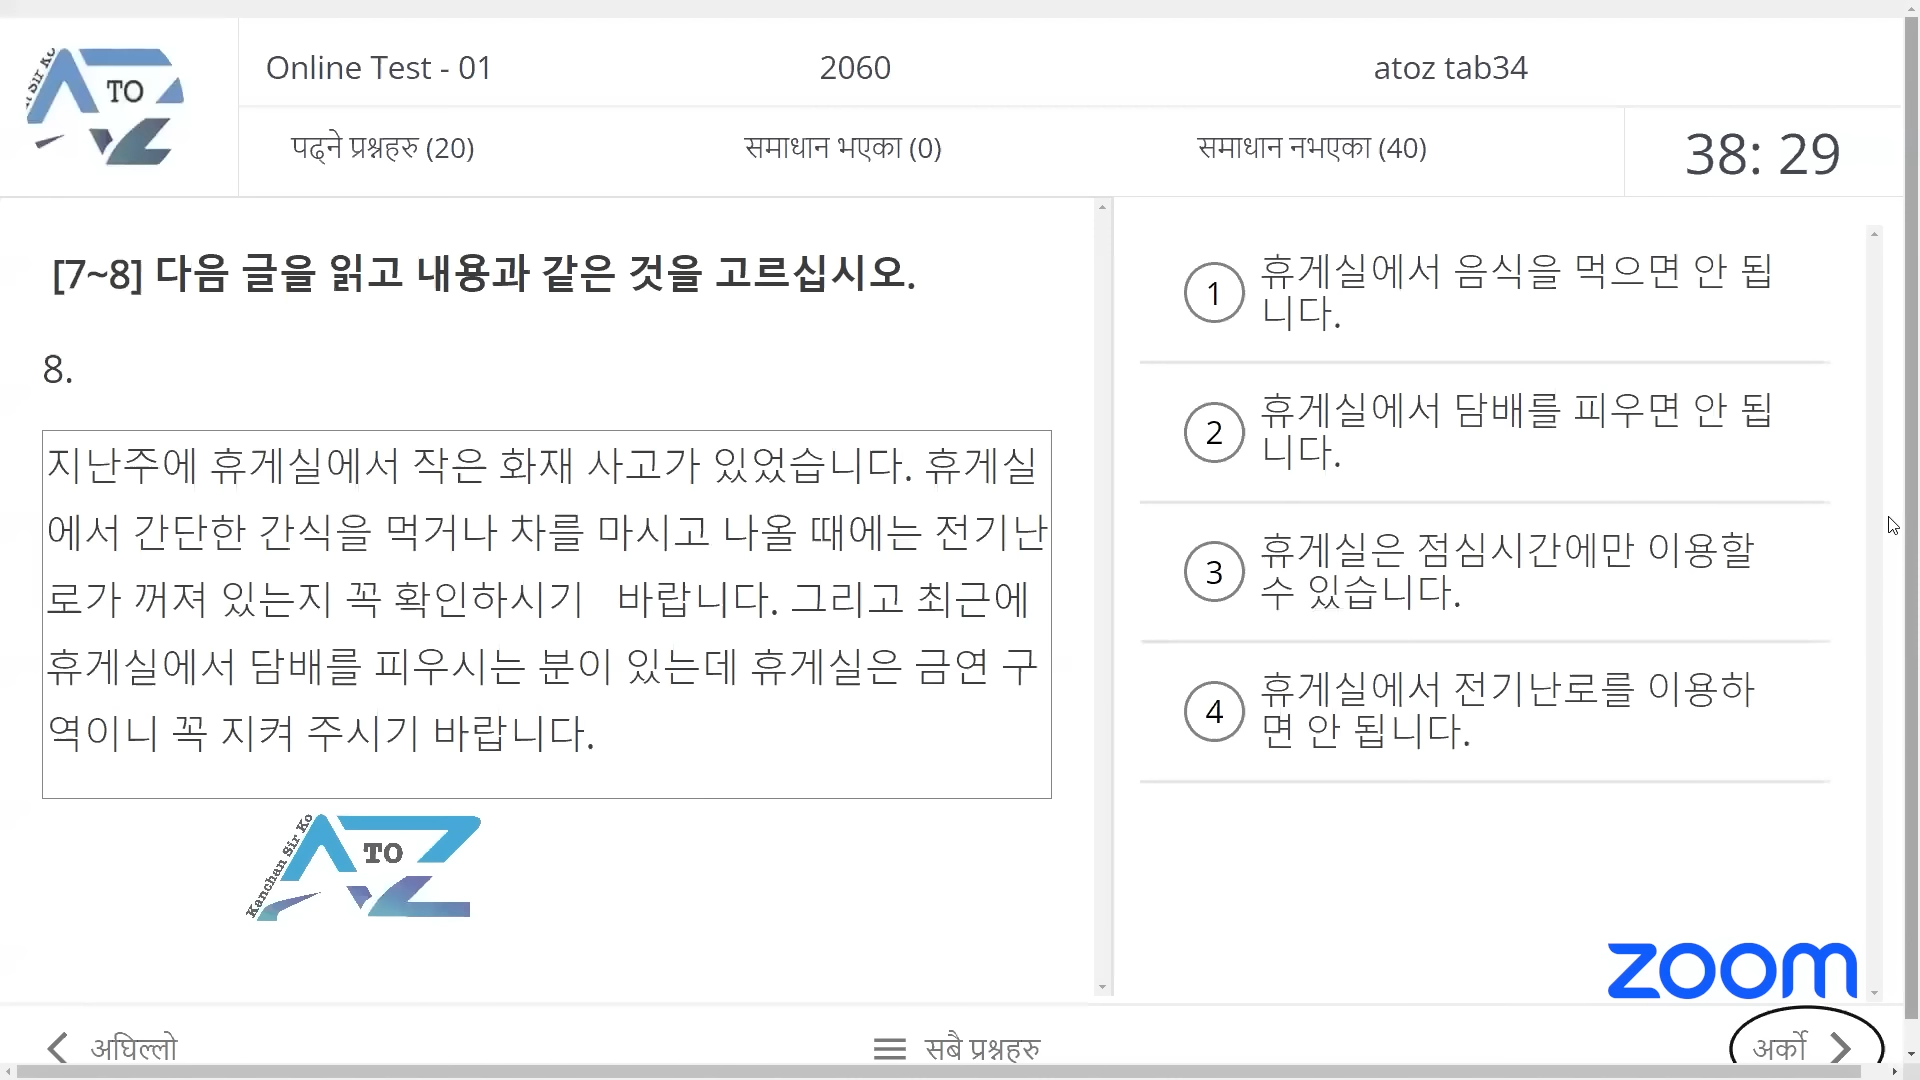 Online Test - 01
2060
atoz tab34
TO
पढ्ने प्रश्नहरु (20)
समाधान भएका (0)
समाधान नभएका (40)
38: 29
[7~8] 다음 글을 읽고 내용과 같은 것을 고르십시오.
8.
지난주에 휴게실에서 작은 화재 사고가 있었습니다. 휴게실
에서 간단한 간식을 먹거나 차를 마시고 나올 때에는 전기난
로가 꺼져 있는지 꼭 확인하시기 바랍니다. 그리고 최근에
휴게실에서 담배를 피우시는 분이 있는데 휴게실은 금연 구
역이니 꼭 지켜 주시기 바랍니다.
Kanchan Sir Ko
TO
1
휴게실에서 음식을 먹으면 안 됩
니다.
2
휴게실에서 담배를 피우면 안 됩
니다.
3
휴게실은 점심시간에만 이용할
수 있습니다.
4
휴게실에서 전기난로를 이용하
면 안 됩니다.
zoom
अघिल्लो
सबै प्रश्नहरु
अर्को